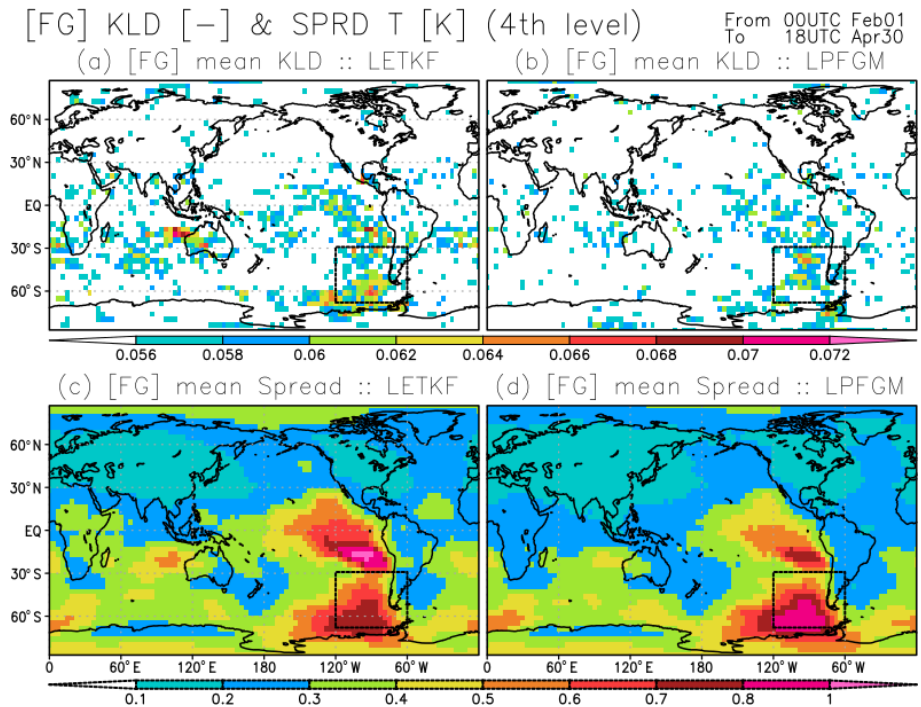 [FG] KLD [-] & SPRD T [K] (4th level)
From 00UTC Feb01
To 18UTC Apr30
(a) [FG] mean KLD :: LETKF
(b) [FG] mean KLD :: LPFGM
60°N
30°N
EQ
30°S
60°S
0.056 0.058 0.06 0.062 0.064 0.066 0.068 0.07 0.072
(c) [FG] mean Spread :: LETKF
(d) [FG] mean Spread :: LPFGM
60°N
30°N
EQ
30°S
60°S
0 60°E 120°E 180 120°W 60°W
0 60°E 120°E 180 120°W 60°W
0.1 0.2 0.3 0.4 0.5 0.6 0.7 0.8 1